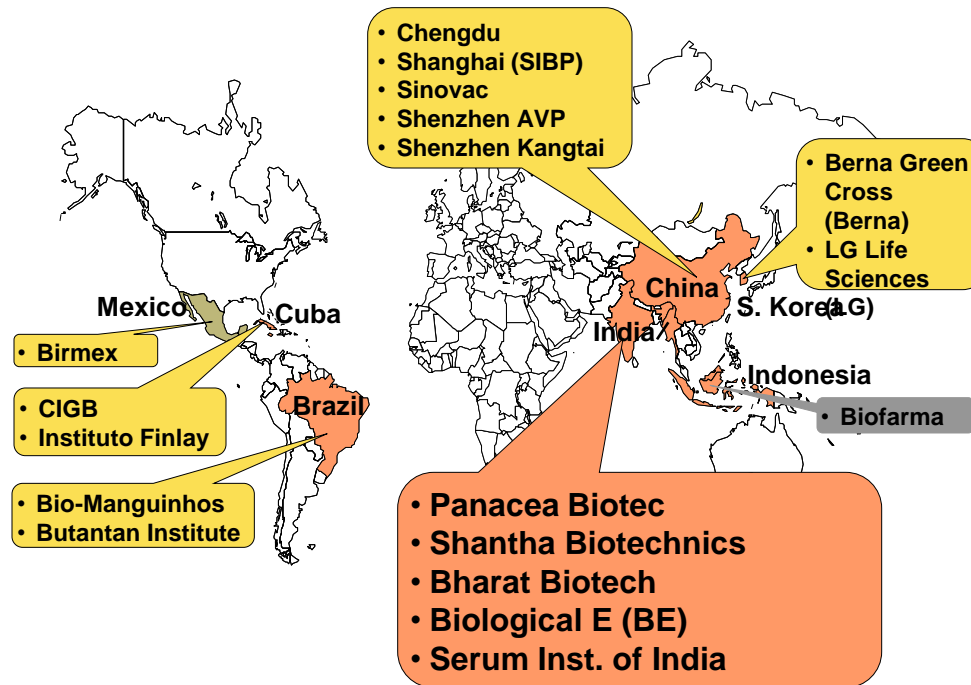 • Chengdu
• Shanghai (SIBP)
• Sinovac
• Shenzhen AVP
• Shenzhen Kangtai
• Berna Green
Cross
(Berna)
• LG Life
Sciences
(LG)
China
S. Korea
India
Mexico
Cuba
• Birmex
Indonesia
• Biofarma
• CIGB
• Instituto Finlay
Brazil
• Bio-Manguinhos
• Butantan Institute
• Panacea Biotec
• Shantha Biotechnics
• Bharat Biotech
• Biological E (BE)
• Serum Inst. of India